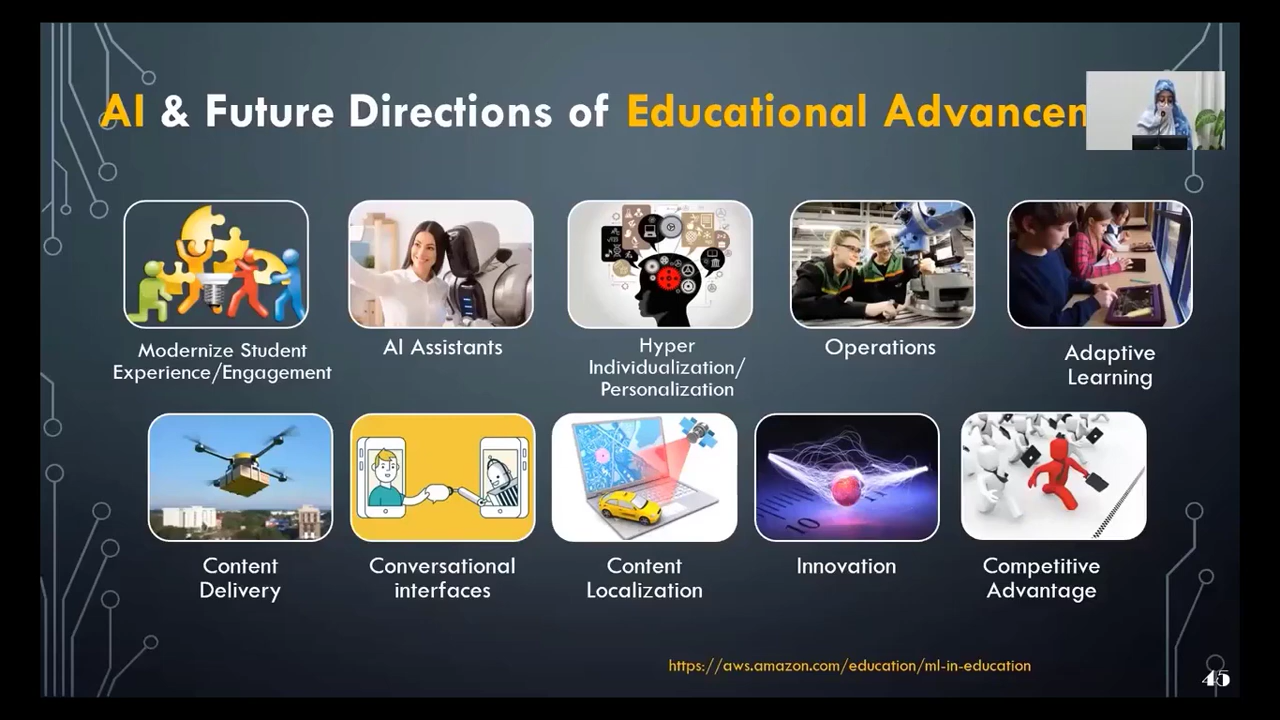 AI & Future Directions of Educational Advancem
Modernize Student
Experience/Engagement
AI Assistants
Hyper
Individualization/
Personalization
Operations
Adaptive
Learning
10
Content
Delivery
Conversational
interfaces
Content
Localization
Innovation
Competitive
Advantage
https://aws.amazon.com/education/ml-in-education
45